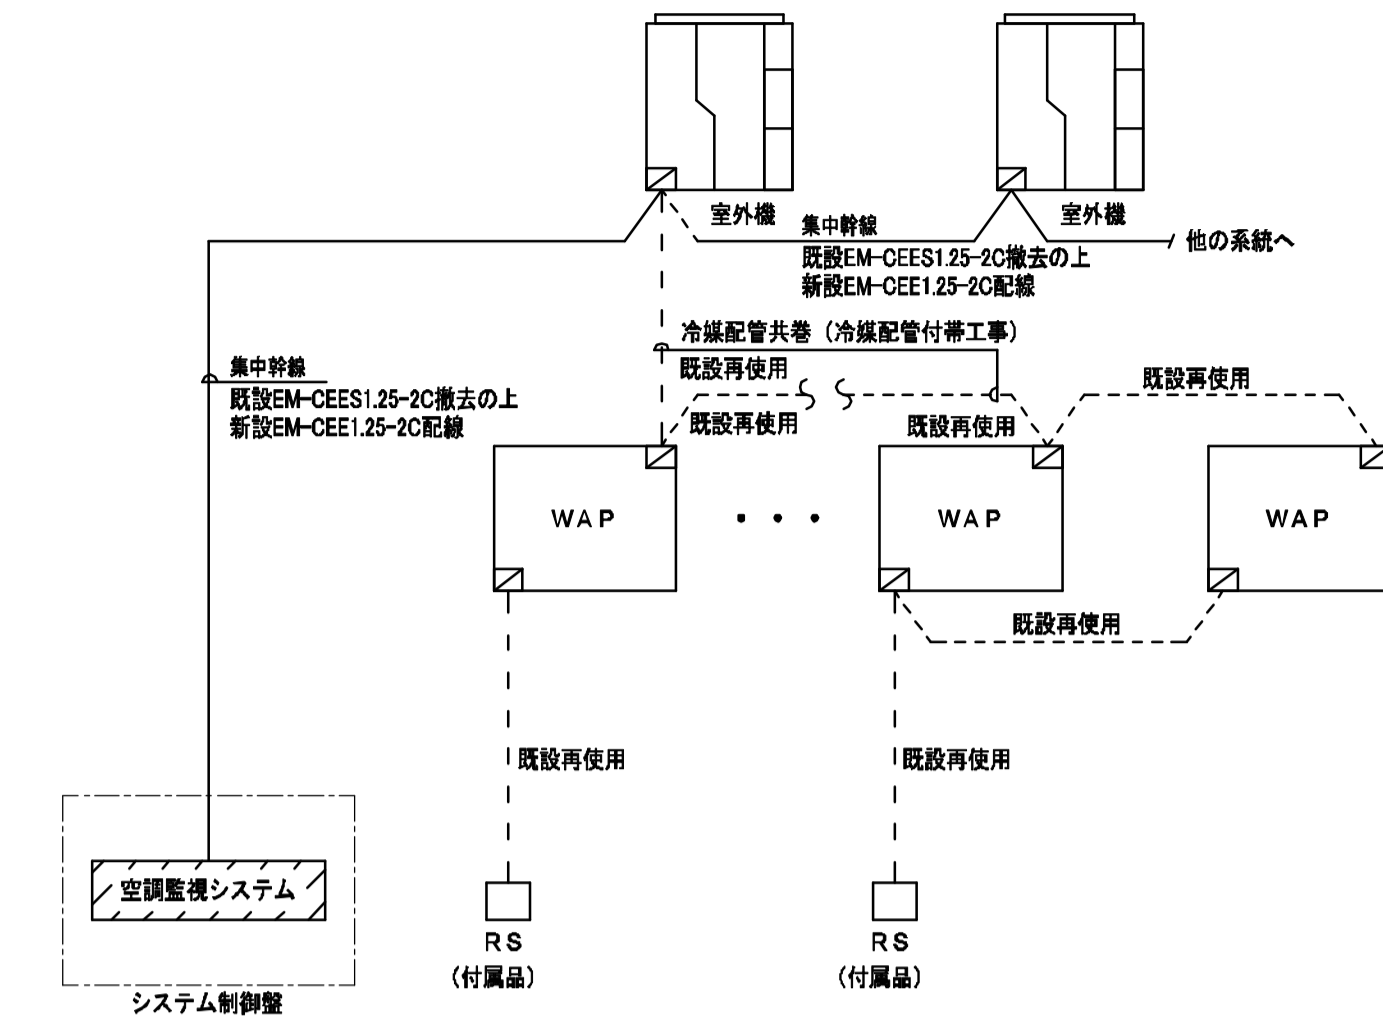 室外機
室外機
集中幹線
既設EM-CEES1.25-2C撤去の上
新設EM-CEE1.25-2C配線
他の系統へ
冷媒配管共巻（冷媒配管付帯工事）
既設再使用
集中幹線
既設EM-CEES1.25-2C撤去の上
新設EM-CEE1.25-2C配線
既設再使用
既設再使用
既設再使用
WAP
WAP
WAP
既設再使用
既設再使用
既設再使用
空調監視システム
システム制御盤
RS
(付属品)
RS
(付属品)